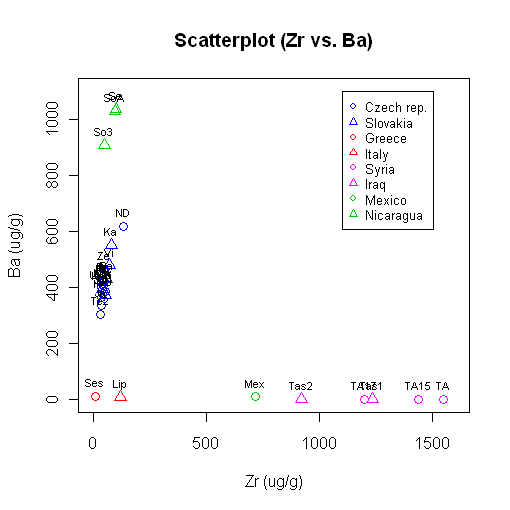 Scatterplot (Zr vs. Ba)
Ba (ug/g)
1000
800
600
400
200
0
So3
ND
Ka
Ses
Lip
Mex
Tas2
TA15
TA
Czech rep.
Slovakia
Greece
Italy
Syria
Iraq
Mexico
Nicaragua
0
500
1000
1500
Zr (ug/g)